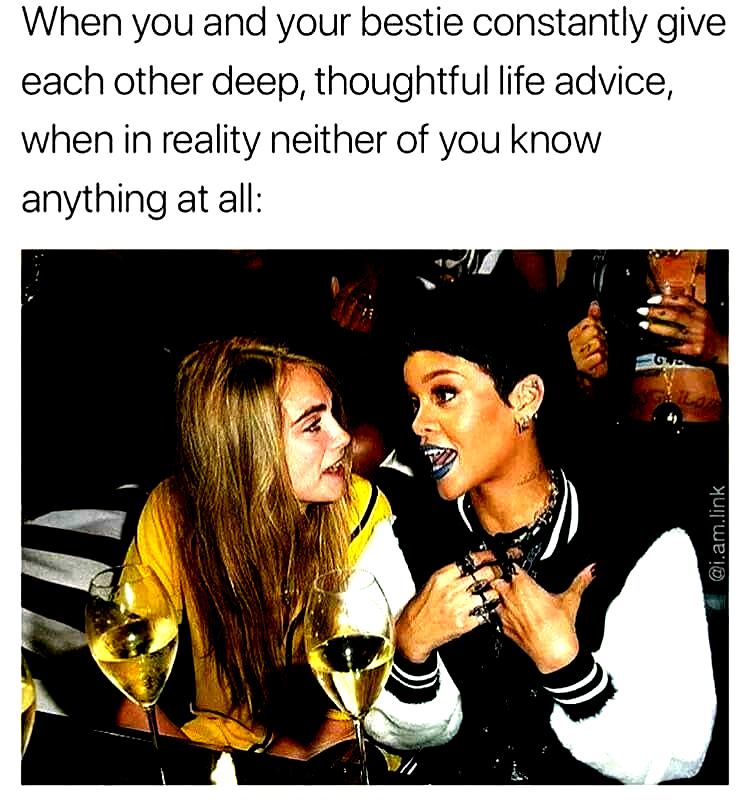 When you and your bestie constantly give
each other deep, thoughtful life advice,
when in reality neither of you know
anything at all:
@i.am.link